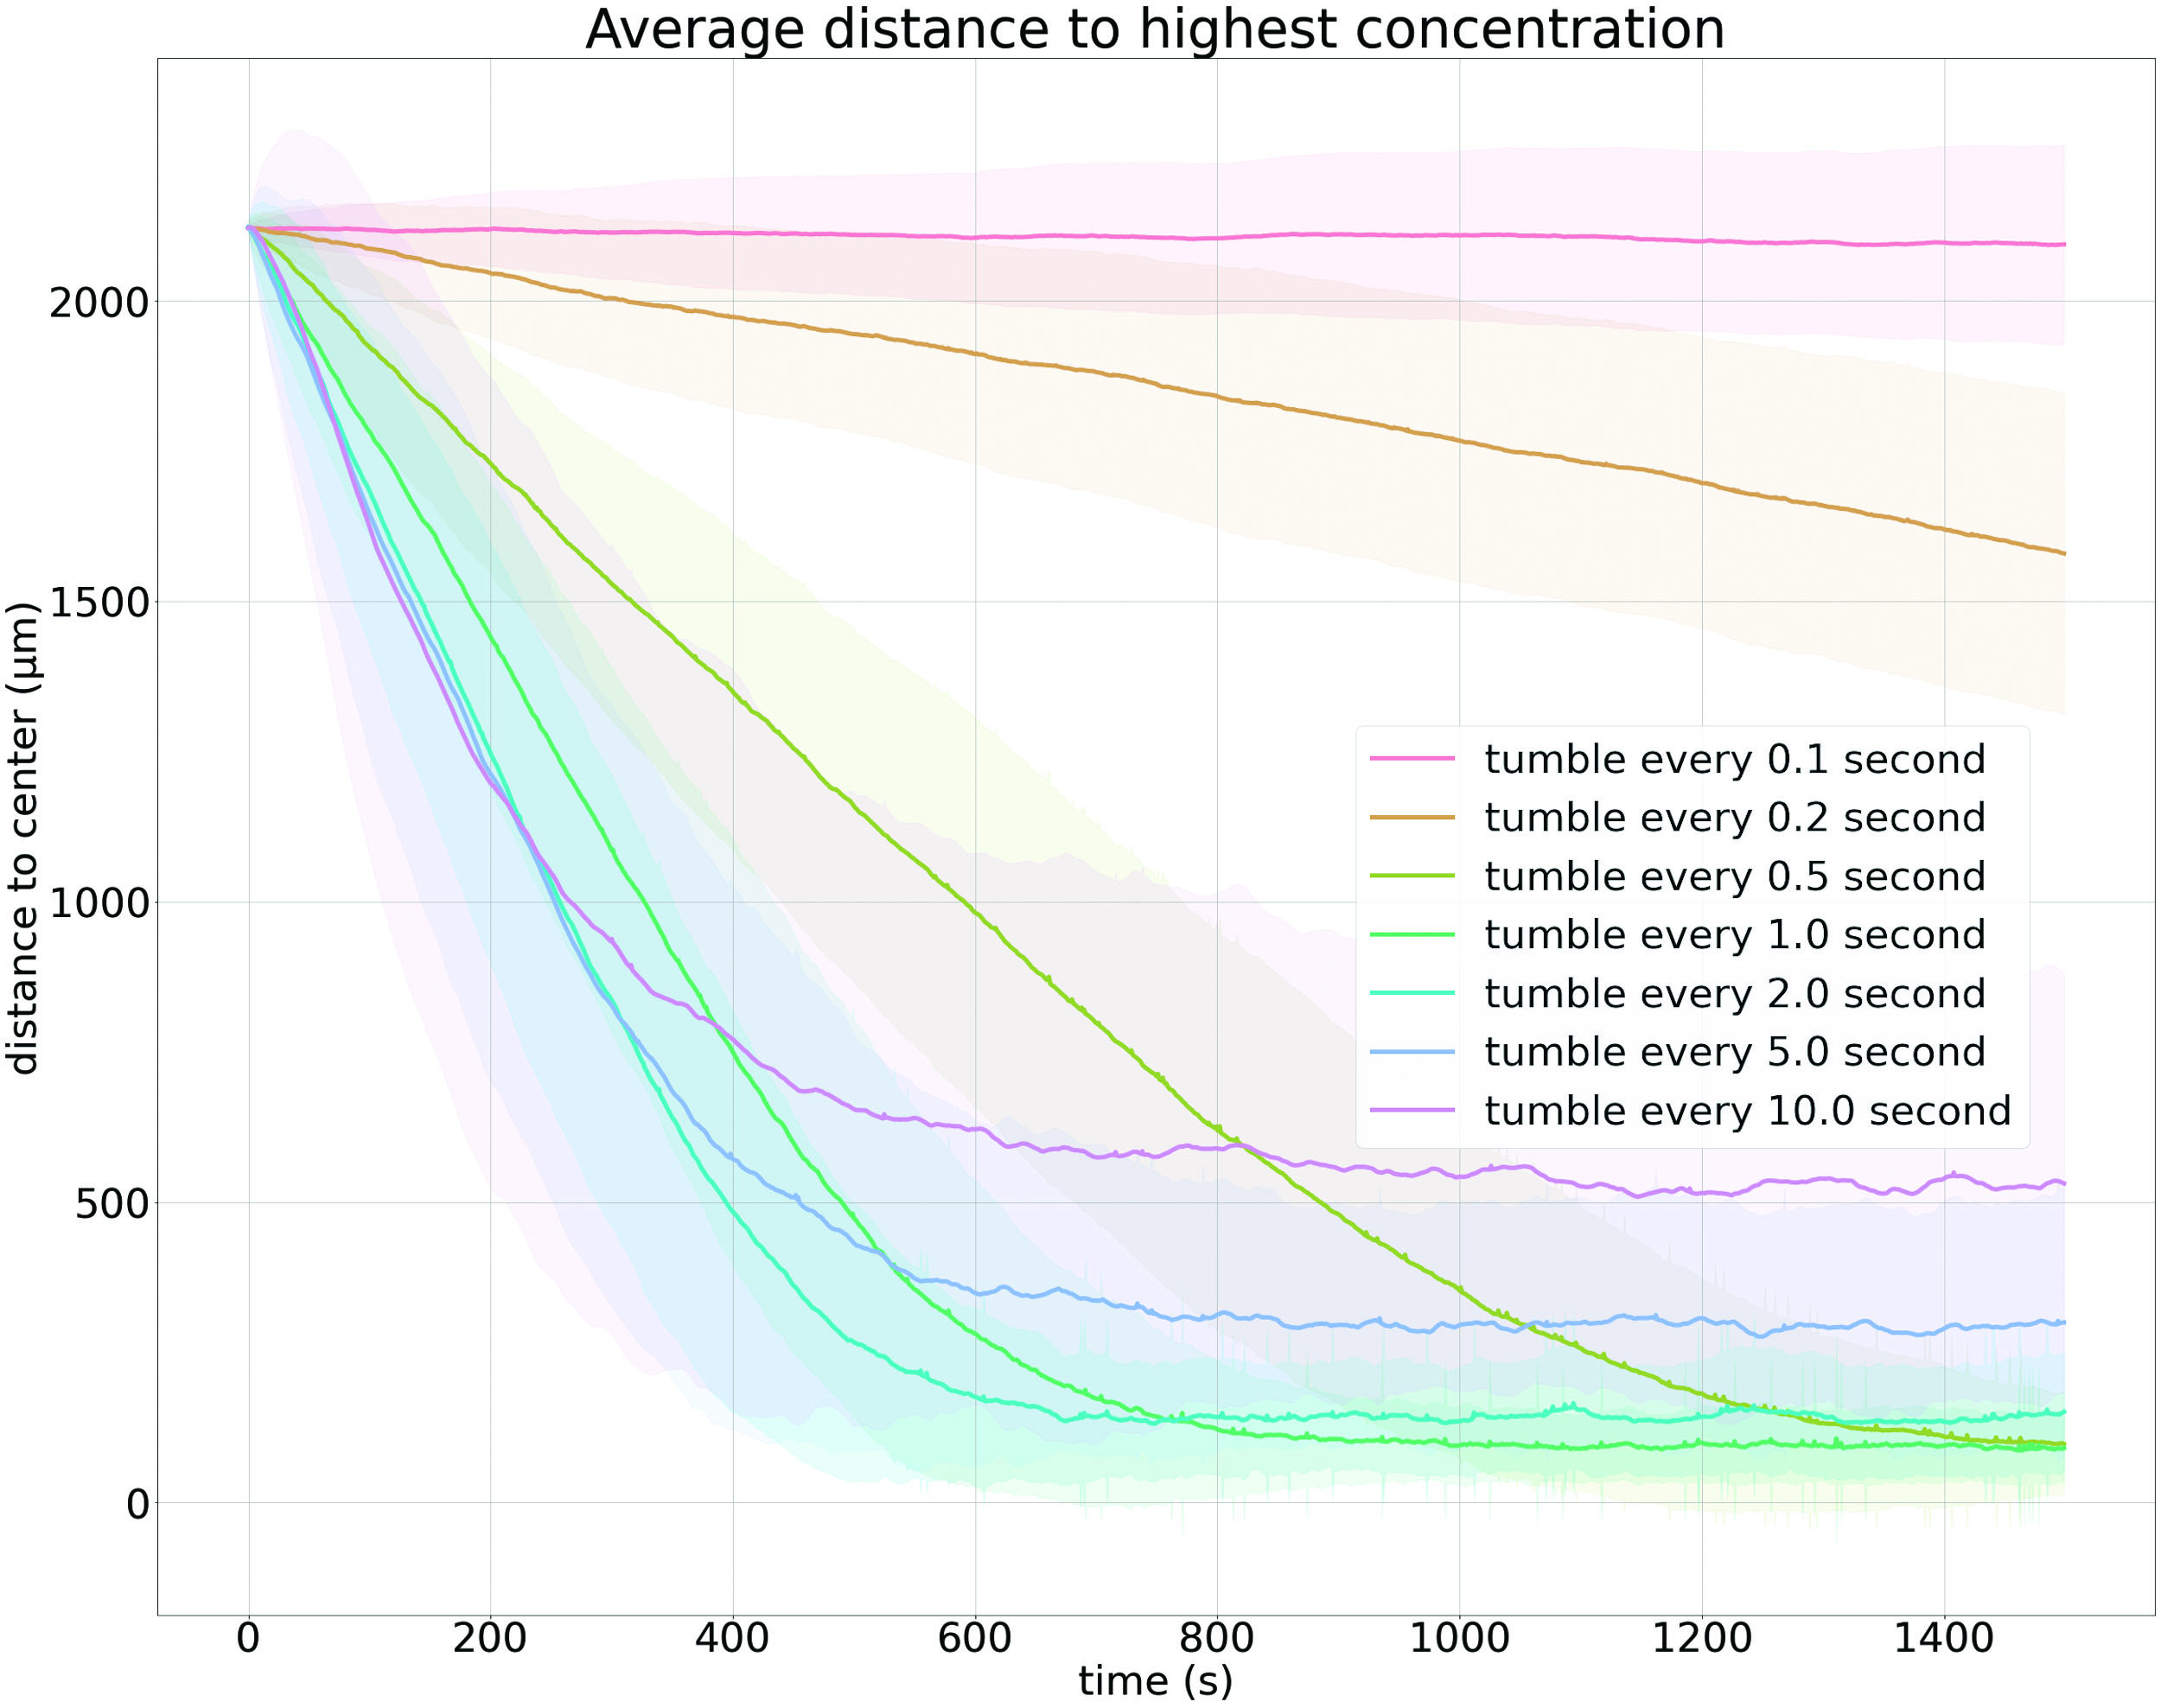 Average distance to highest concentration
distance to center (µm)
2000
1500
1000
500
0
tumble every 0.1 second
tumble every 0.2 second
tumble every 0.5 second
tumble every 1.0 second
tumble every 2.0 second
tumble every 5.0 second
tumble every 10.0 second
0 200 400 600 800 1000 1200 1400
time (s)